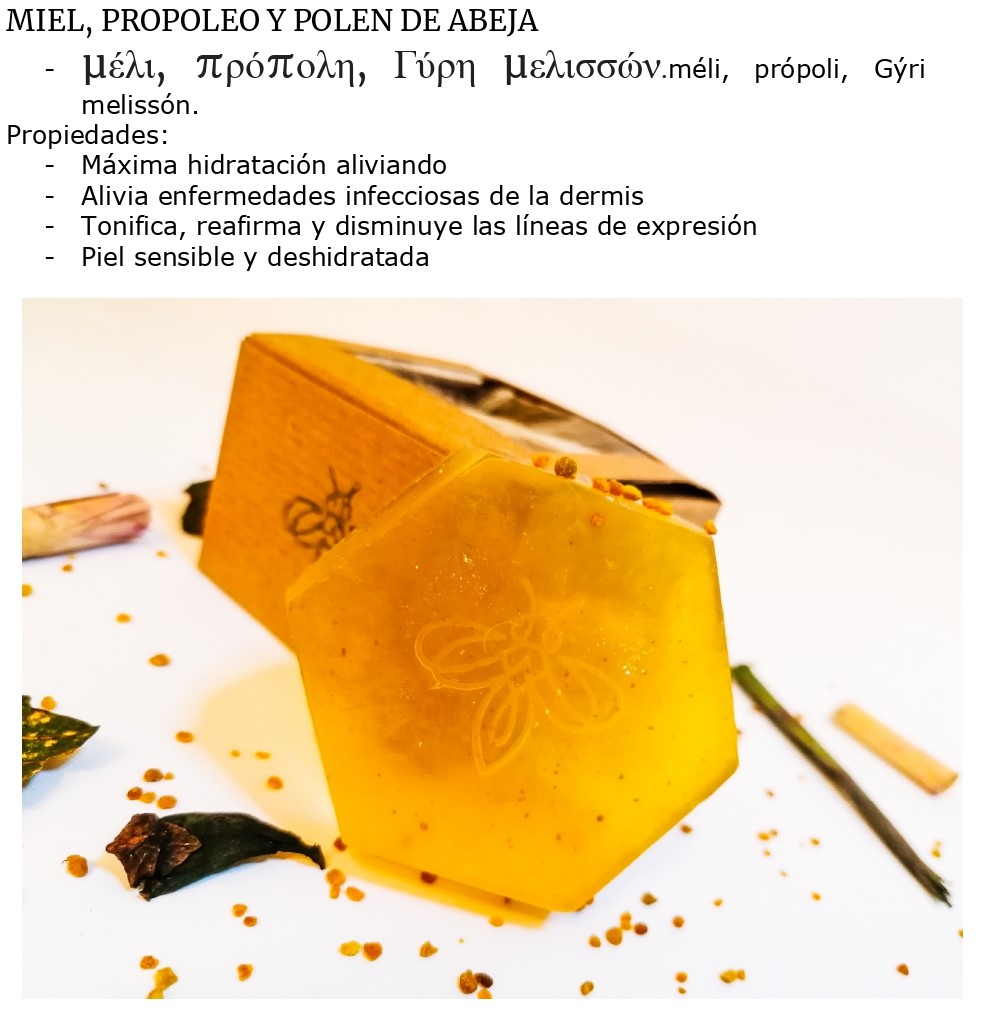 MIEL, PROPOLEO Y POLEN DE ABEJA
- μέλι, πρόπολη, Γύρη μελισσών.méli, própoli, Gýri
melissón.
Propiedades:
- Máxima hidratación aliviando
- Alivia enfermedades infecciosas de la dermis
- Tonifica, reafirma y disminuye las líneas de expresión
- Piel sensible y deshidratada